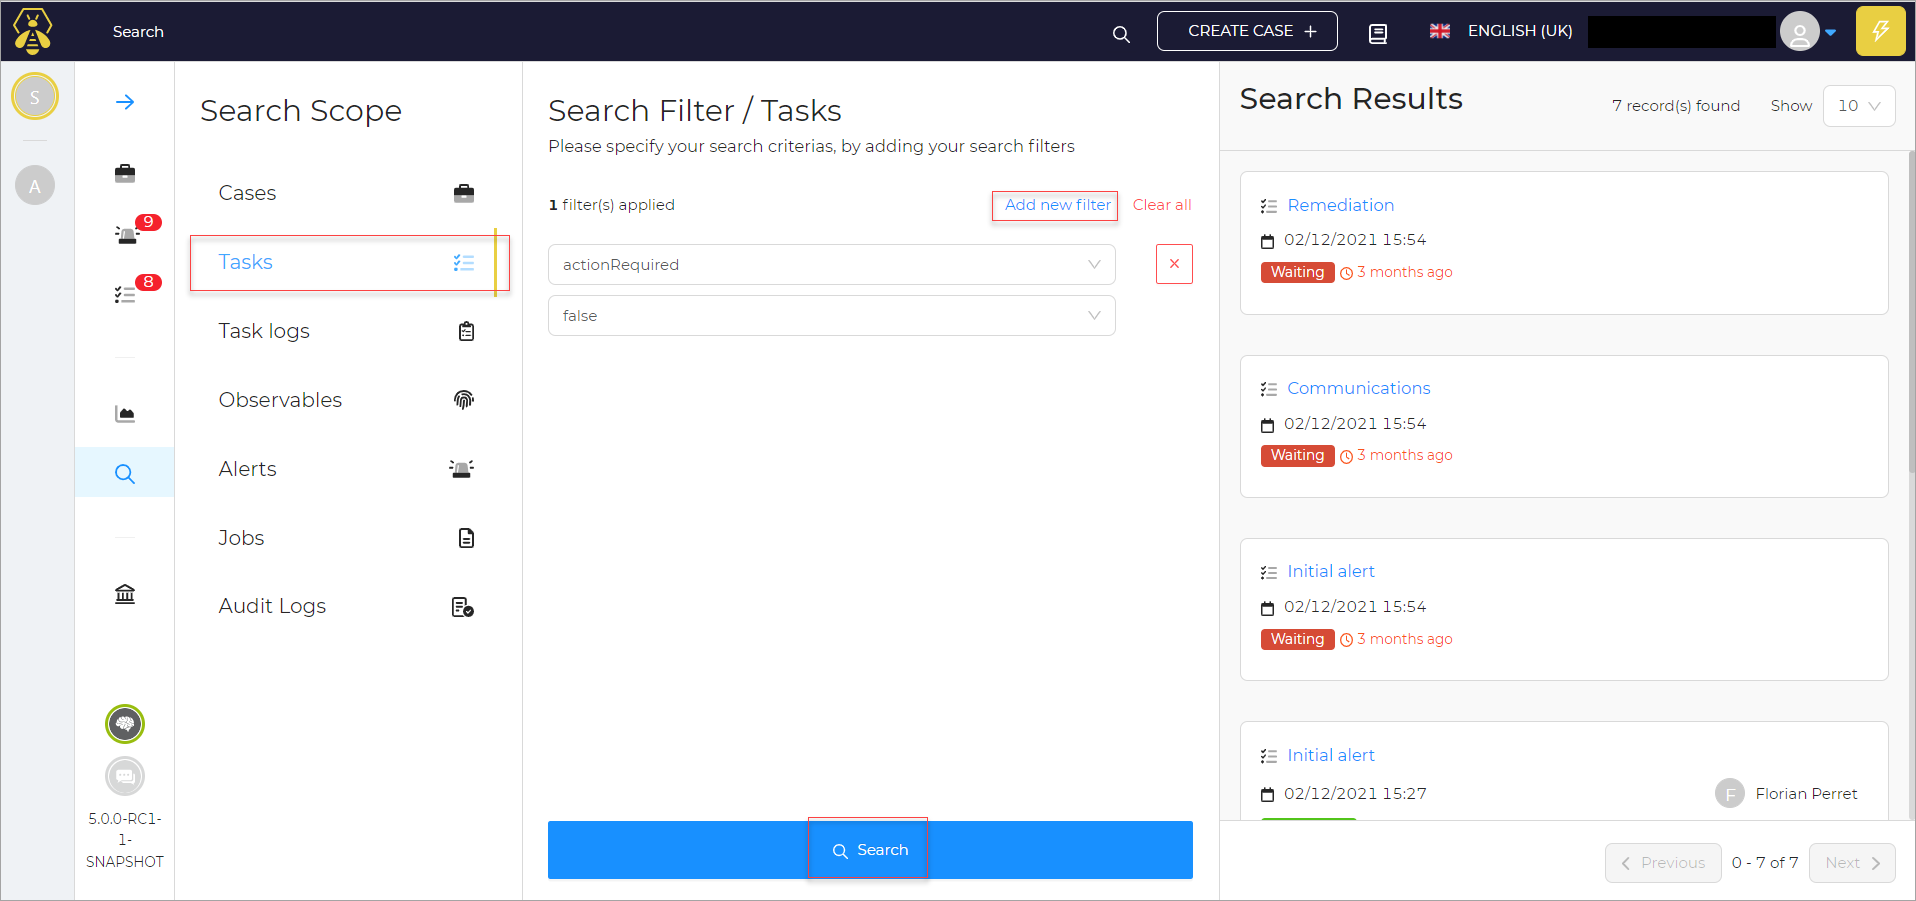 Search
CREATE CASE +
ENGLISH (UK)
S
A
9
8
5.0.0-RC1-
1-
SNAPSHOT
Search Scope
Cases
Tasks
Task logs
Observables
Alerts
Jobs
Audit Logs
Search Filter / Tasks
Please specify your search criterias, by adding your search filters
1 filter(s) applied
Add new filter
Clear all
actionRequired
false
Search
Search Results
7 record(s) found
Show
10
Remediation
02/12/2021 15:54
Waiting 3 months ago
Communications
02/12/2021 15:54
Waiting 3 months ago
Initial alert
02/12/2021 15:54
Waiting 3 months ago
Initial alert
02/12/2021 15:27
F Florian Perret
Previous
0 - 7 of 7
Next